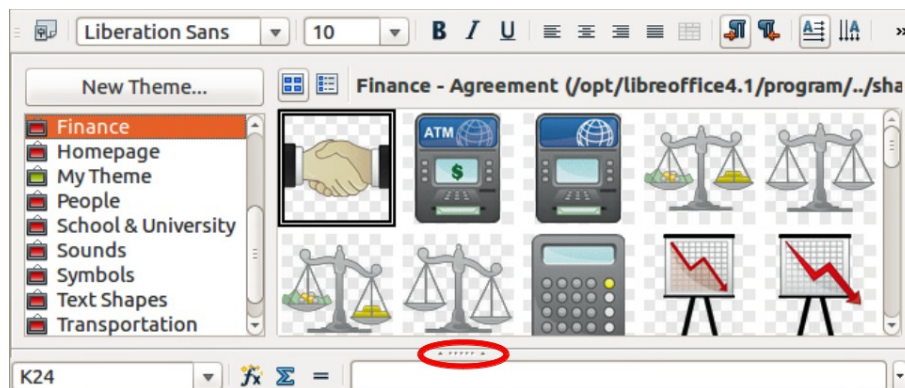 Liberation Sans 10 B I U »
New Theme... Finance - Agreement (/opt/libreoffice4.1/program/../sha
Finance
Homepage
My Theme
People
School & University
Sounds
Symbols
Text Shapes
Transportation
ATM
$
K24 fx Σ =